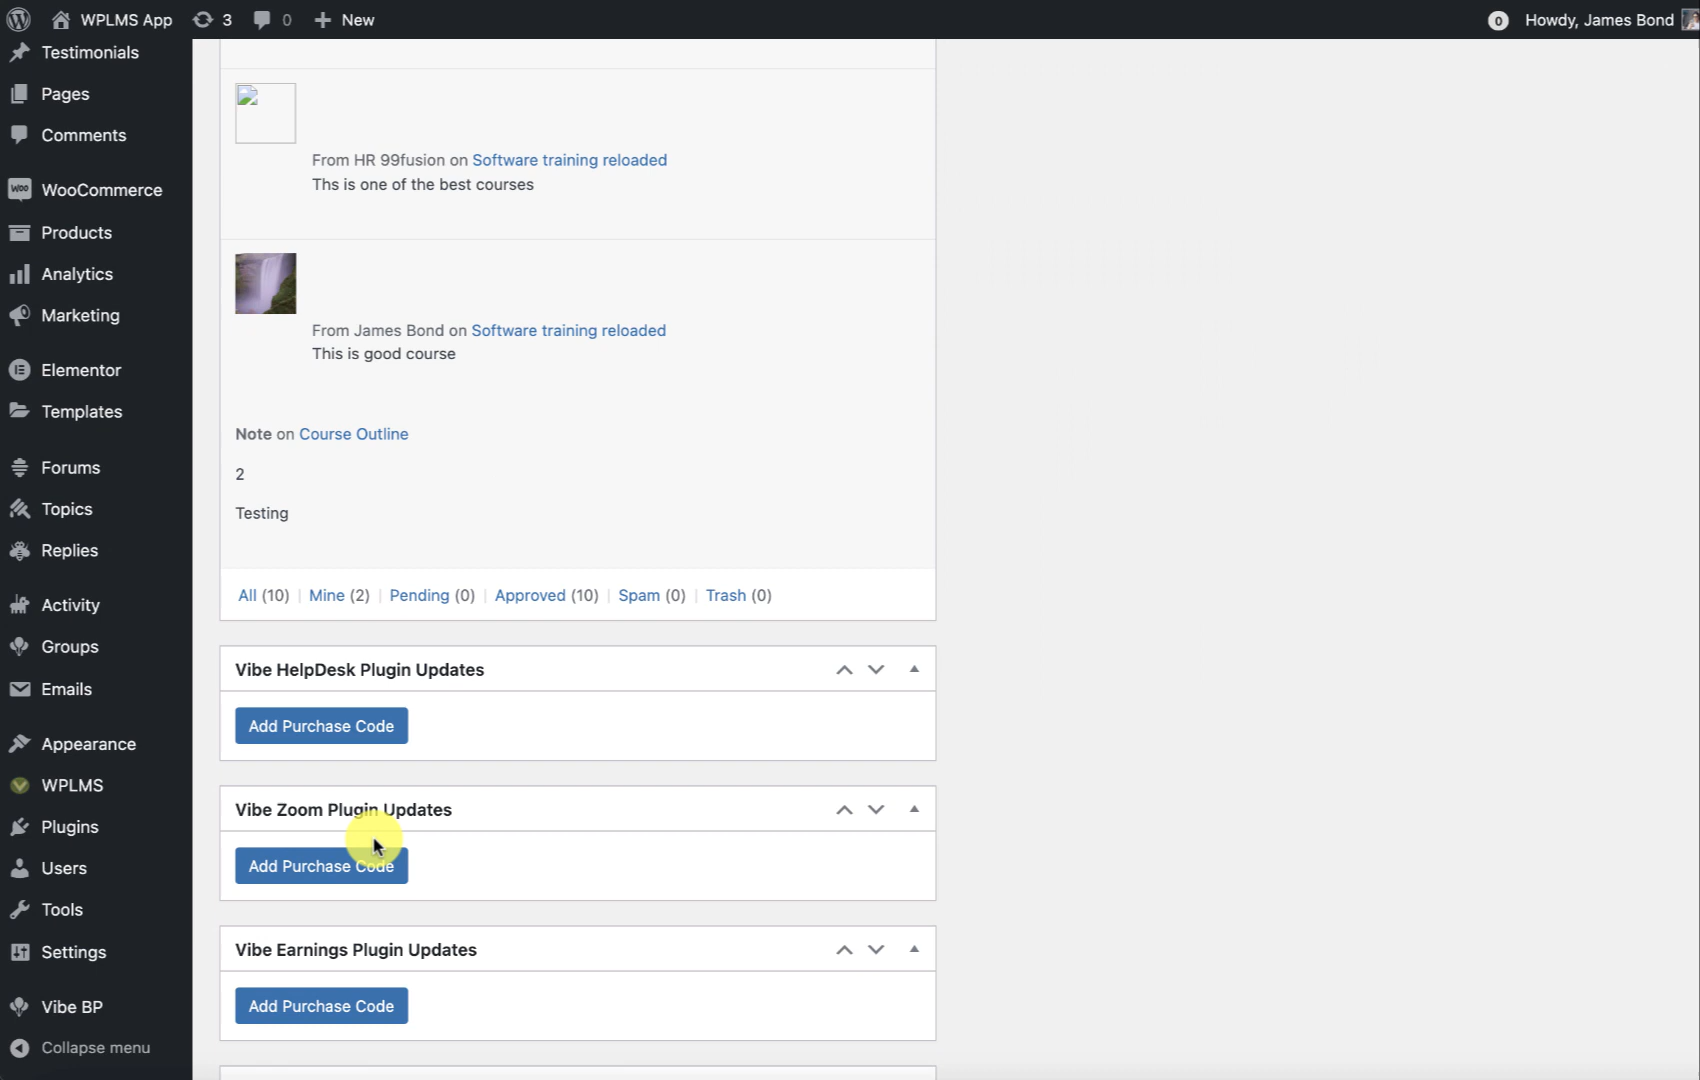 WPLMS App 3 0 New 0 Howdy, James Bond
Testimonials
Pages
Comments
WooCommerce
Products
Analytics
Marketing
Elementor
Templates
Forums
Topics
Replies
Activity
Groups
Emails
Appearance
WPLMS
Plugins
Users
Tools
Settings
Vibe BP
Collapse menu
From HR 99fusion on Software training reloaded
Ths is one of the best courses
From James Bond on Software training reloaded
This is good course
Note on Course Outline
2
Testing
All (10) | Mine (2) | Pending (0) | Approved (10) | Spam (0) | Trash (0)
Vibe HelpDesk Plugin Updates
Add Purchase Code
Vibe Zoom Plugin Updates
Add Purchase Code
Vibe Earnings Plugin Updates
Add Purchase Code